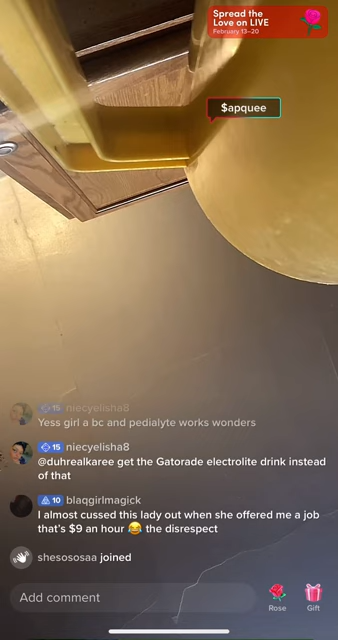 Spread the
Love on LIVE
February 13–20
$apquee
15 niecyelisha8
Yess girl a bc and pedialyte works wonders
15 niecyelisha8
@duhrealkaree get the Gatorade electrolite drink instead
of that
10 blaqgirlmagick
I almost cussed this lady out when she offered me a job
that's $9 an hour 😂 the disrespect
shesososaa joined
Add comment
Rose
Gift